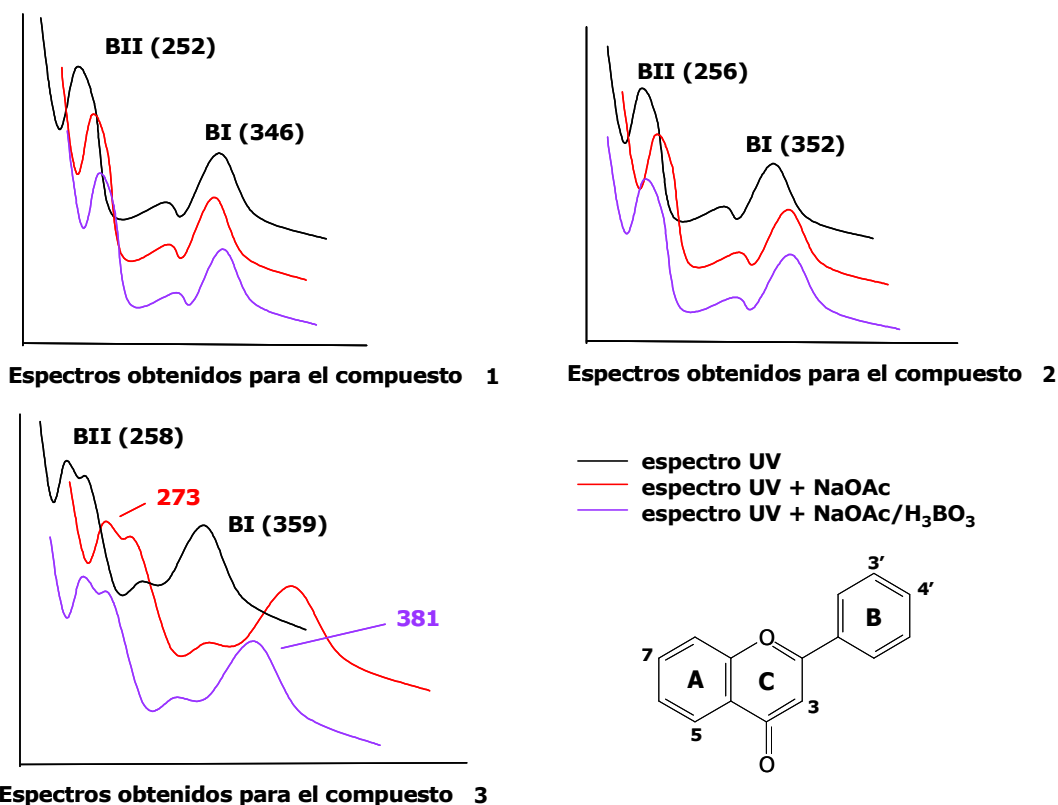 BII (252)
BI (346)
Espectros obtenidos para el compuesto 1
BII (256)
BI (352)
Espectros obtenidos para el compuesto 2
BII (258)
273
BI (359)
381
Espectros obtenidos para el compuesto 3
espectro UV
espectro UV + NaOAc
espectro UV + NaOAc/H₃BO₃
3’
4’
B
O
7
A
C
3
5
O